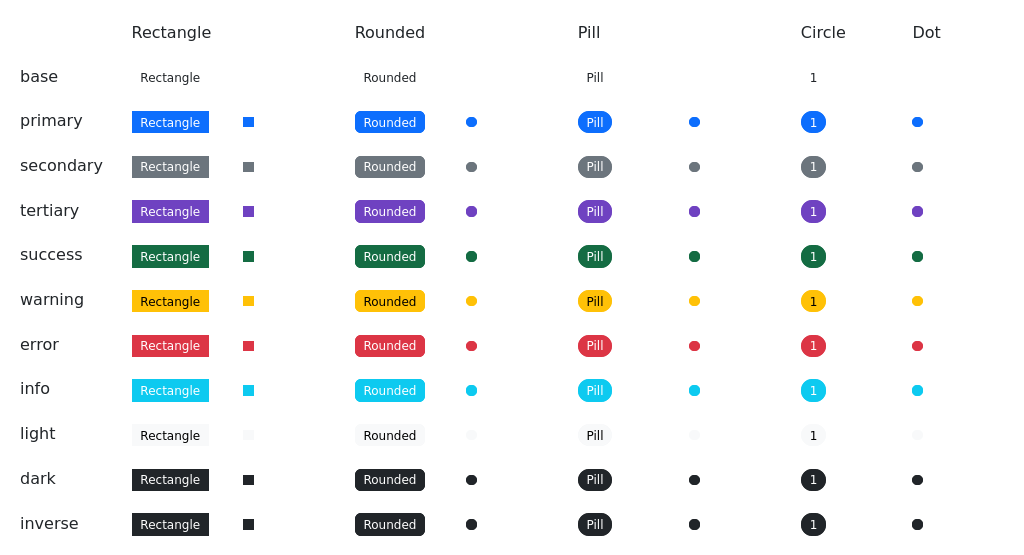 Rectangle Rounded Pill Circle Dot
base Rectangle Rounded Pill 1
primary Rectangle Rounded Pill 1
secondary Rectangle Rounded Pill 1
tertiary Rectangle Rounded Pill 1
success Rectangle Rounded Pill 1
warning Rectangle Rounded Pill 1
error Rectangle Rounded Pill 1
info Rectangle Rounded Pill 1
light Rectangle Rounded Pill 1
dark Rectangle Rounded Pill 1
inverse Rectangle Rounded Pill 1